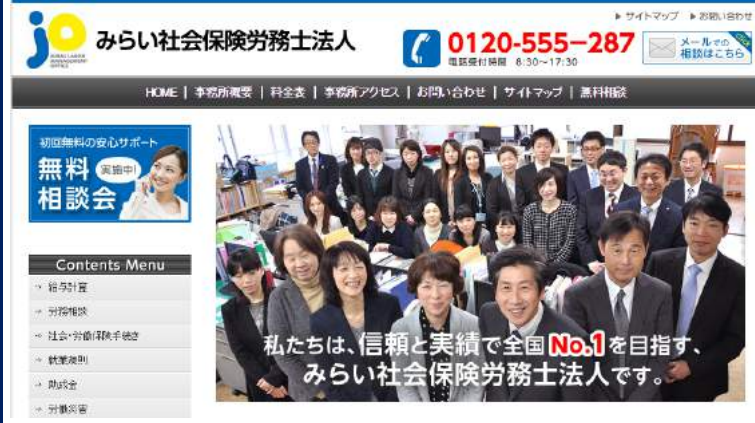 ▶ サイトマップ ▶ お問い合わせ
jo
みらい社会保険労務士法人
0120-555-287
電話受付時間 8:30~17:30
メールでの
相談はこちら
HOME | 事務所概要 | 料金表 | 事務所アクセス | お問い合わせ | サイトマップ | 無料相談
初回無料の安心サポート
無料
実施中!
相談会
Contents Menu
給与計算
労務相談
社会・労働保険手続き
就業規則
助成金
労働災害
私たちは、信頼と実績で全国No.1を目指す、
みらい社会保険労務士法人です。